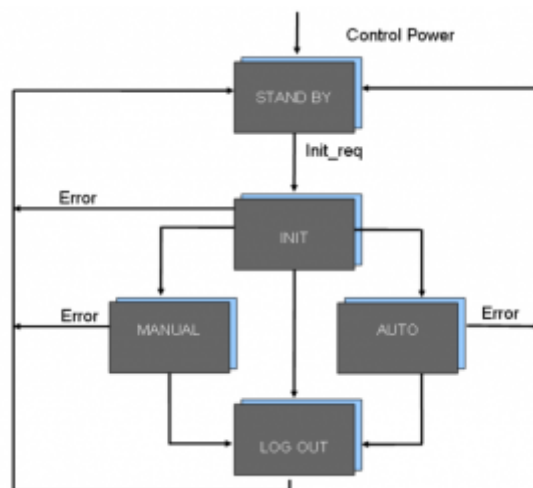 Control Power
STAND BY
Init_req
Error
INIT
Error
MANUAL
AUTO
Error
LOG OUT